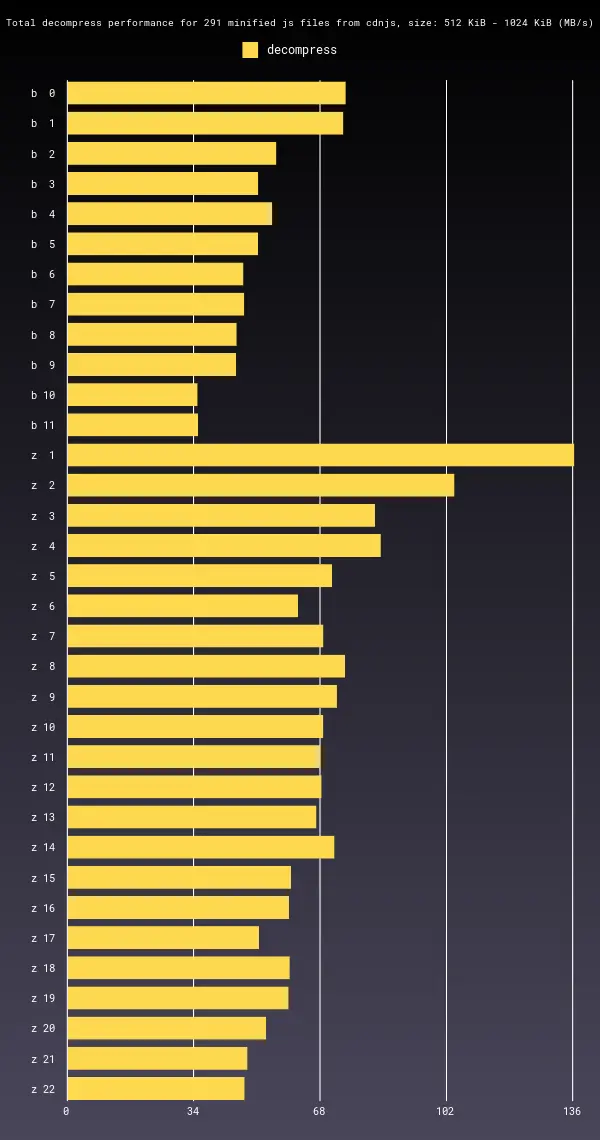 Total decompress performance for 291 minified js files from cdnjs, size: 512 KiB - 1024 KiB (MB/s)
decompress
b 0
b 1
b 2
b 3
b 4
b 5
b 6
b 7
b 8
b 9
b 10
b 11
z 1
z 2
z 3
z 4
z 5
z 6
z 7
z 8
z 9
z 10
z 11
z 12
z 13
z 14
z 15
z 16
z 17
z 18
z 19
z 20
z 21
z 22
0 34 68 102 136